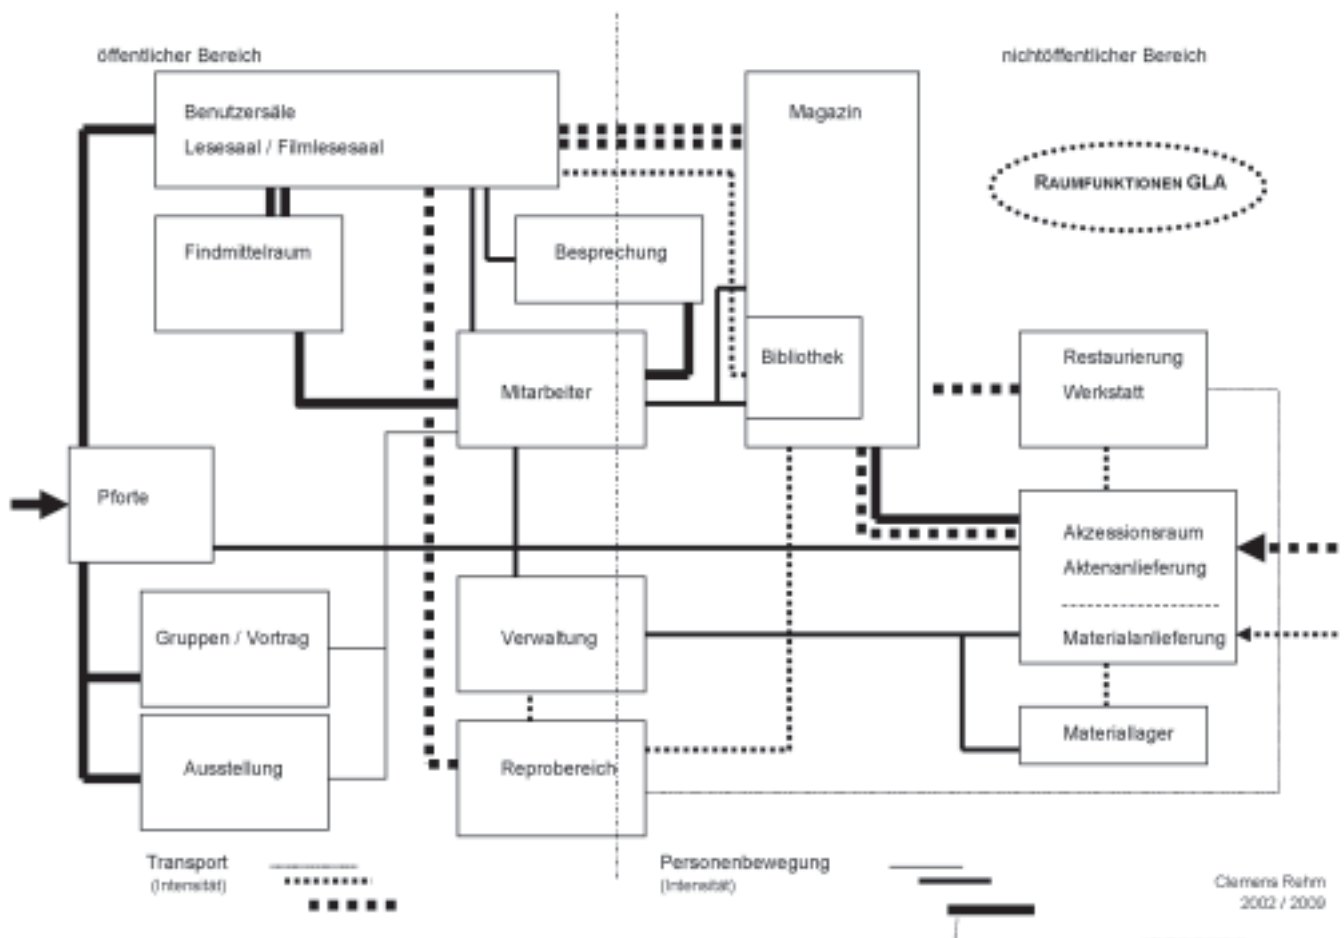 öffentlicher Bereich
nichtöffentlicher Bereich
Benutzersäle
Lesesaal / Filmlesesaal
Magazin
RAUMFUNKTIONEN GLA
Findmittelraum
Besprechung
Bibliothek
Restaurierung
Werkstatt
Mitarbeiter
Pforte
Akzessionsraum
Aktenanlieferung
Materialanlieferung
Gruppen / Vortrag
Verwaltung
Materiallager
Ausstellung
Reprobereich
Transport
(Intensität)
Personenbewegung
(Intensität)
Clemens Rehm
2002 / 2009